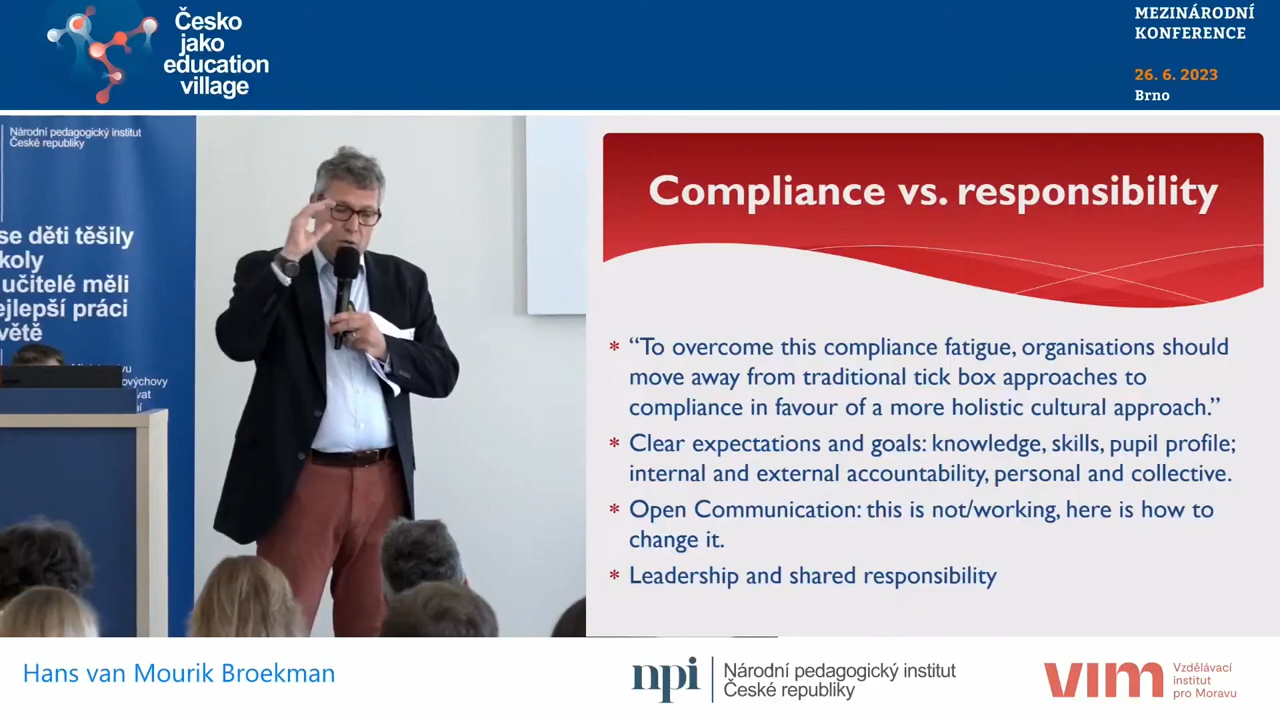 Česko
jako
education
village
MEZINÁRODNÍ
KONFERENCE
26. 6. 2023
Brno
Národní pedagogický institut
České republiky
se děti těšily
koly
učitelé měli
ejlepší práci
větě
výchovy
vat
Compliance vs. responsibility
* “To overcome this compliance fatigue, organisations should
move away from traditional tick box approaches to
compliance in favour of a more holistic cultural approach.”
* Clear expectations and goals: knowledge, skills, pupil profile;
internal and external accountability, personal and collective.
* Open Communication: this is not/working, here is how to
change it.
* Leadership and shared responsibility
Hans van Mourik Broekman
npi
Národní pedagogický institut
České republiky
vim
Vzdělávací
institut
pro Moravu